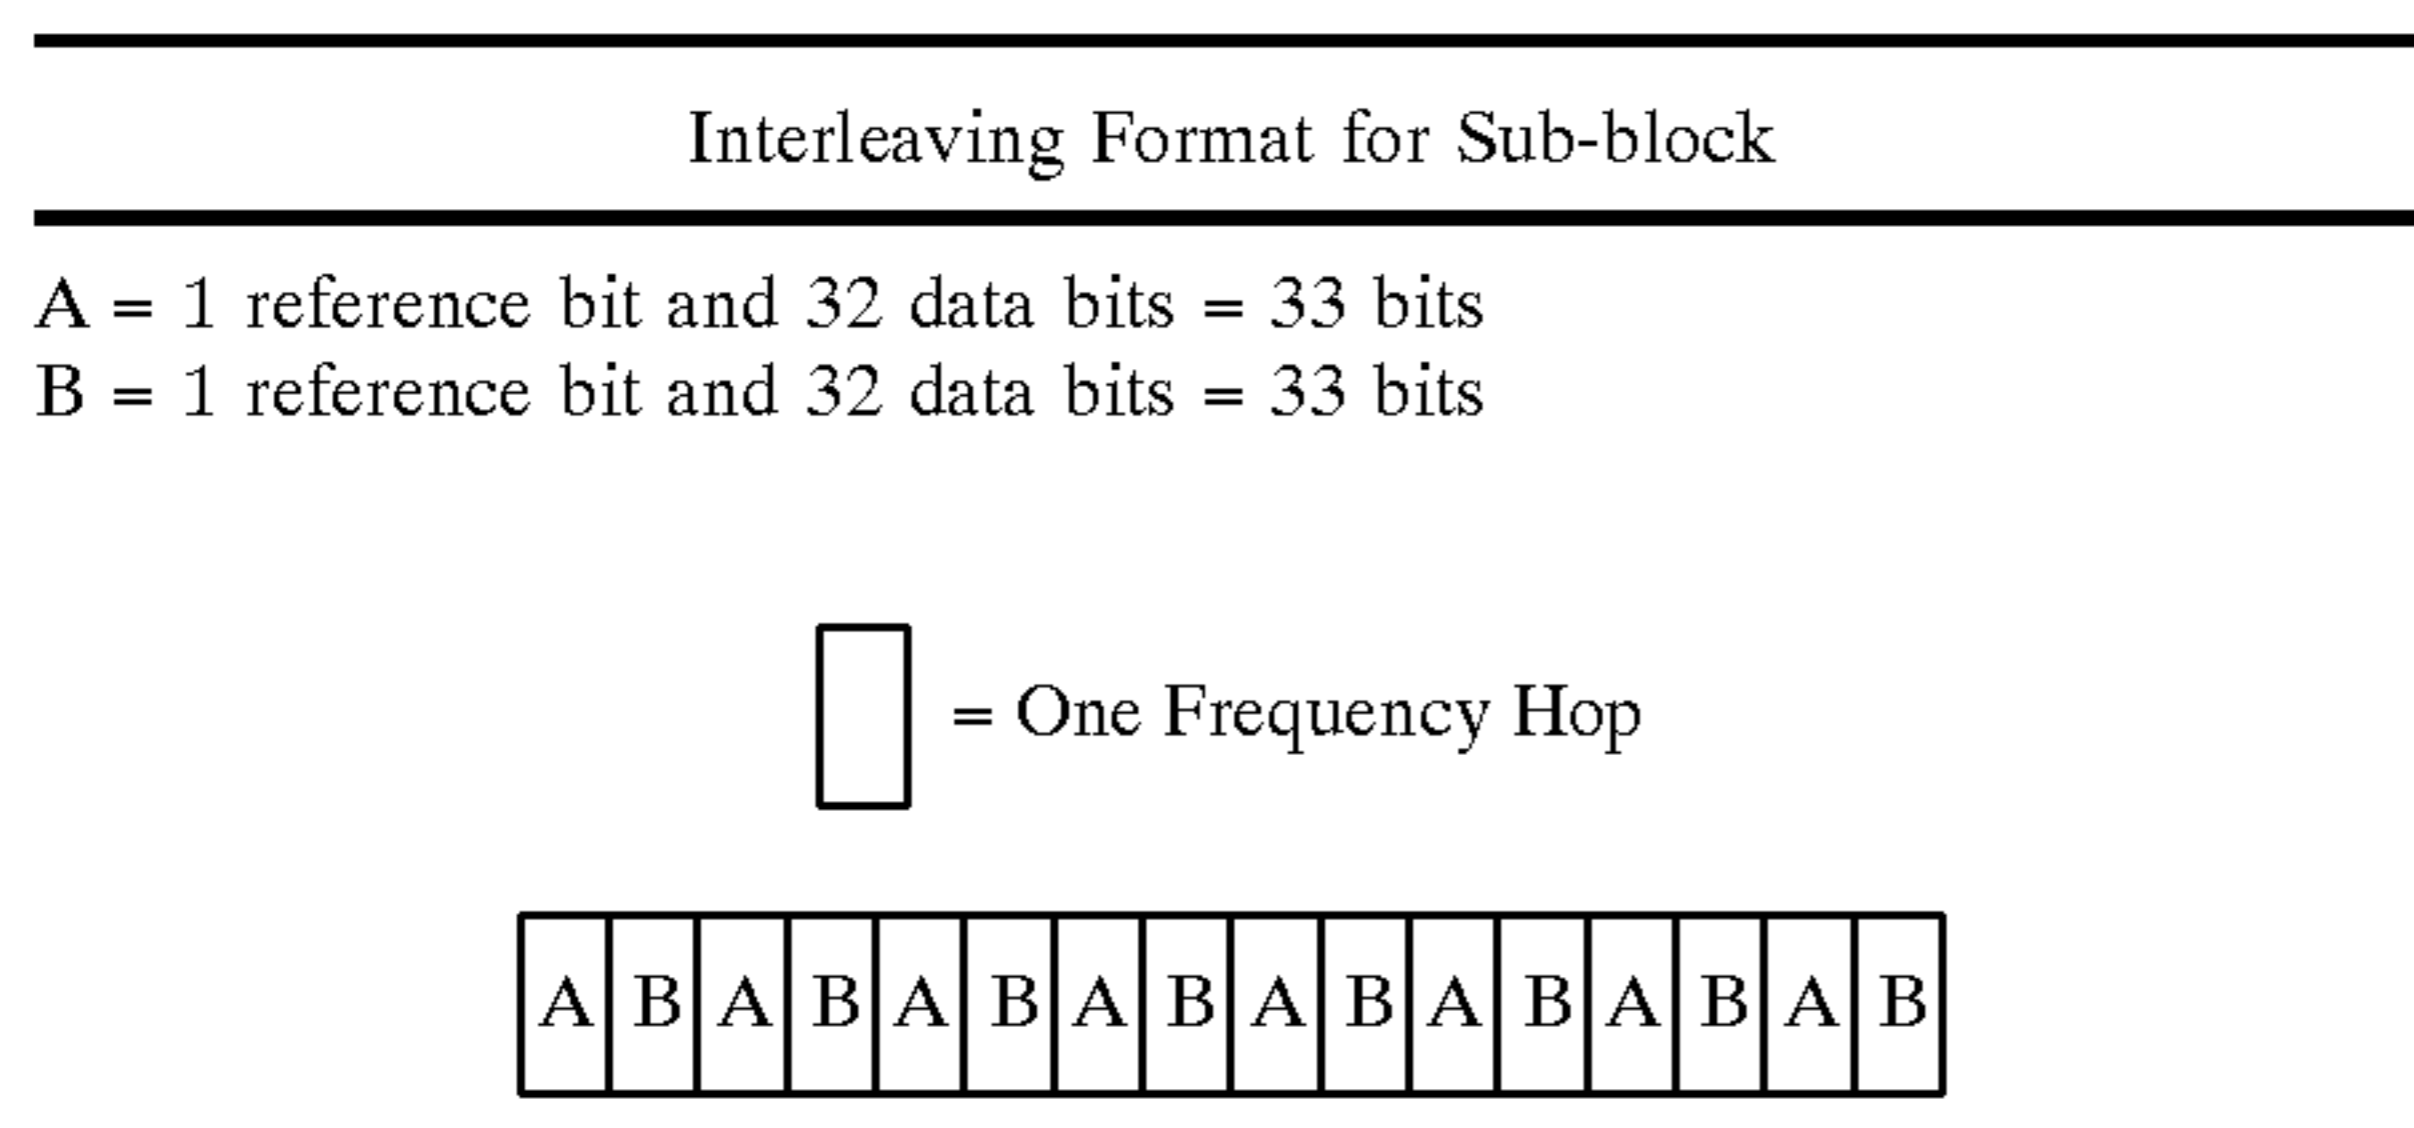 Interleaving Format for Sub-block
A = 1 reference bit and 32 data bits = 33 bits
B = 1 reference bit and 32 data bits = 33 bits
= One Frequency Hop
A B A B A B A B A B A B A B A B